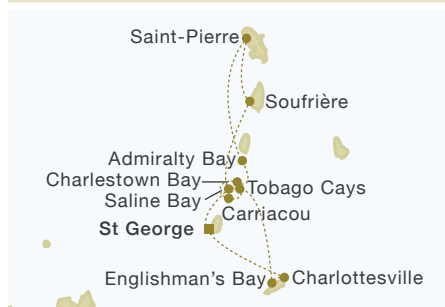 Saint-Pierre
Soufrière
Admiralty Bay
Charlestown Bay
Tobago Cays
Saline Bay
Carriacou
St George
Englishman's Bay
Charlottesville